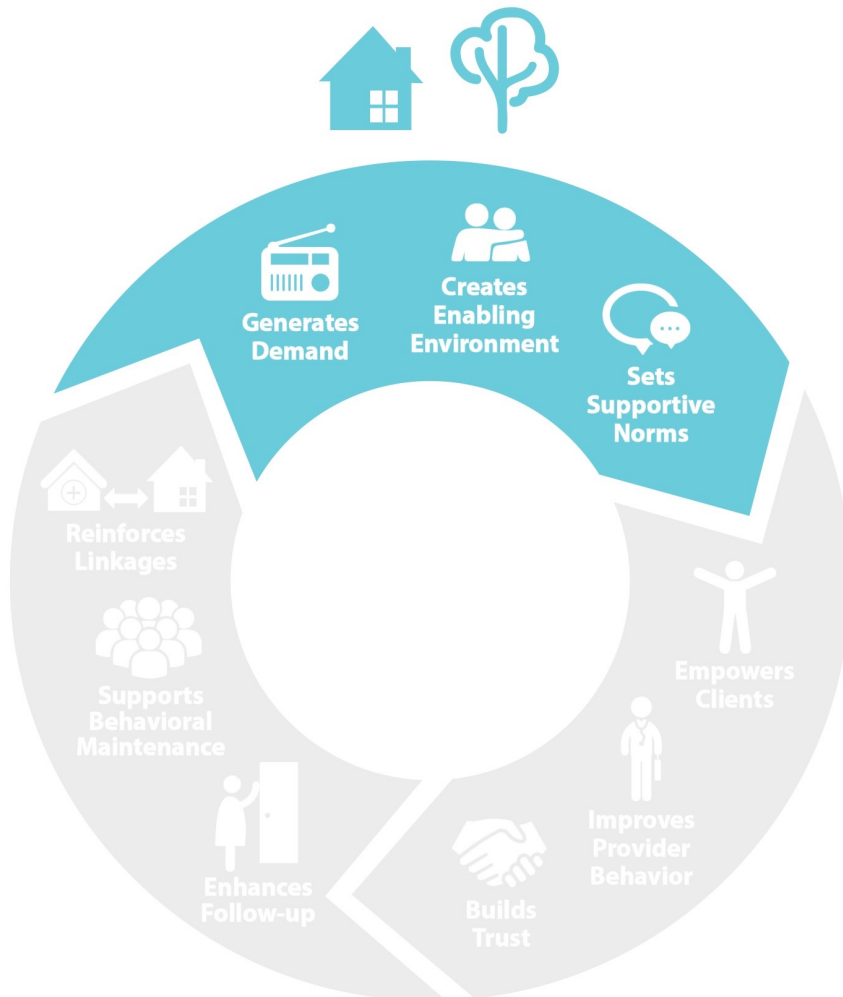 Generates
Demand
Creates
Enabling
Environment
Sets
Supportive
Norms
Empowers
Clients
Improves
Provider
Behavior
Builds
Trust
Enhances
Follow-up
Supports
Behavioral
Maintenance
Reinforces
Linkages